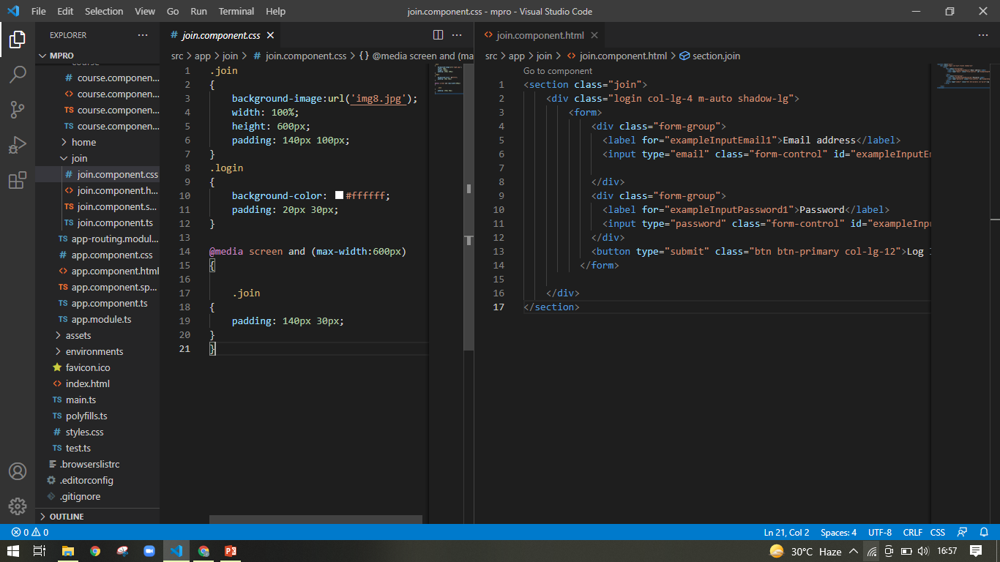 File Edit Selection View Go Run Terminal Help
join.component.css - mpro - Visual Studio Code
EXPLORER
MPRO
course
course.componen...
course.componen...
course.componen...
course.componen...
home
join
join.component.css
join.component.h...
join.component.s...
join.component.ts
app-routing.modul...
app.component.css
app.component.html
app.component.sp...
app.component.ts
app.module.ts
assets
environments
favicon.ico
index.html
main.ts
polyfills.ts
styles.css
test.ts
.browserslistrc
.editorconfig
.gitignore
OUTLINE
join.component.css
src > app > join > # join.component.css > {} @media screen and (ma
1 .join
2 {
3 background-image:url('img8.jpg');
4 width: 100%;
5 height: 600px;
6 padding: 140px 100px;
7 }
8 .login
9 {
10 background-color: #ffffff;
11 padding: 20px 30px;
12 }
13
14 @media screen and (max-width:600px)
15 {
16
17 .join
18 {
19 padding: 140px 30px;
20 }
21 }
join.component.html
src > app > join > <> join.component.html > section.join
Go to component
1 <section class="join">
2 <div class="login col-lg-4 m-auto shadow-lg">
3 <form>
4 <div class="form-group">
5 <label for="exampleInputEmail1">Email address</label>
6 <input type="email" class="form-control" id="exampleInputEm
7
8 </div>
9 <div class="form-group">
10 <label for="exampleInputPassword1">Password</label>
11 <input type="password" class="form-control" id="exampleInpu
12 </div>
13 <button type="submit" class="btn btn-primary col-lg-12">Log I
14 </form>
15
16 </div>
17 </section>
0 0
Ln 21, Col 2 Spaces: 4 UTF-8 CRLF CSS
30°C Haze 16:57